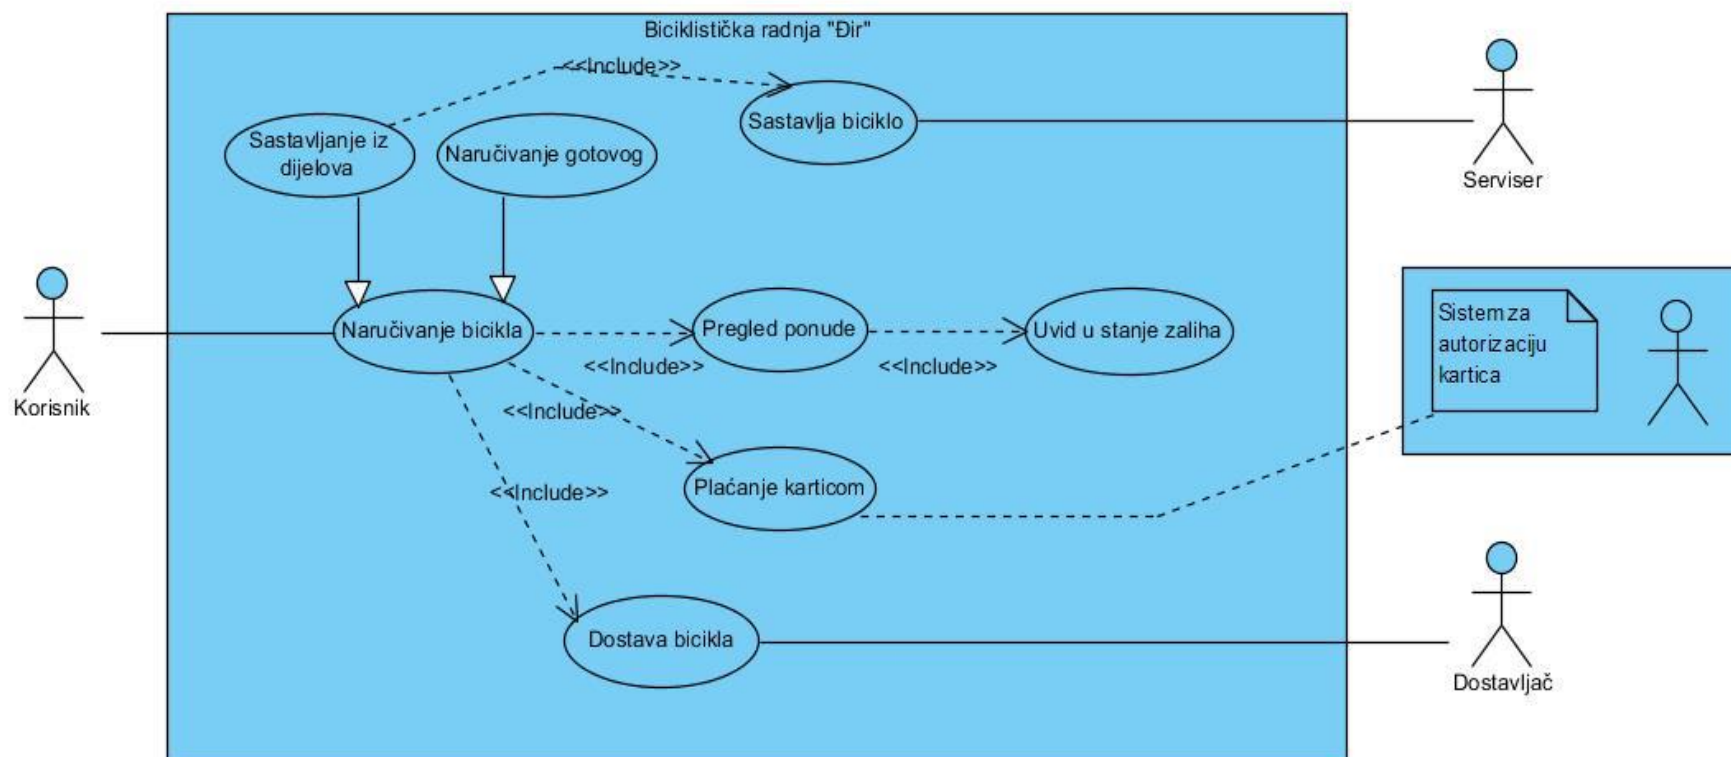 Biciklistička radnja "Đir"
<<Include>>
Sastavljanje iz
dijelova
Naručivanje gotovog
Sastavlja biciklo
Serviser
Korisnik
Naručivanje bicikla
<<Include>>
Pregled ponude
<<Include>>
Uvid u stanje zaliha
Sistem za
autorizaciju
kartica
<<Include>>
Plaćanje karticom
<<Include>>
Dostava bicikla
Dostavljač